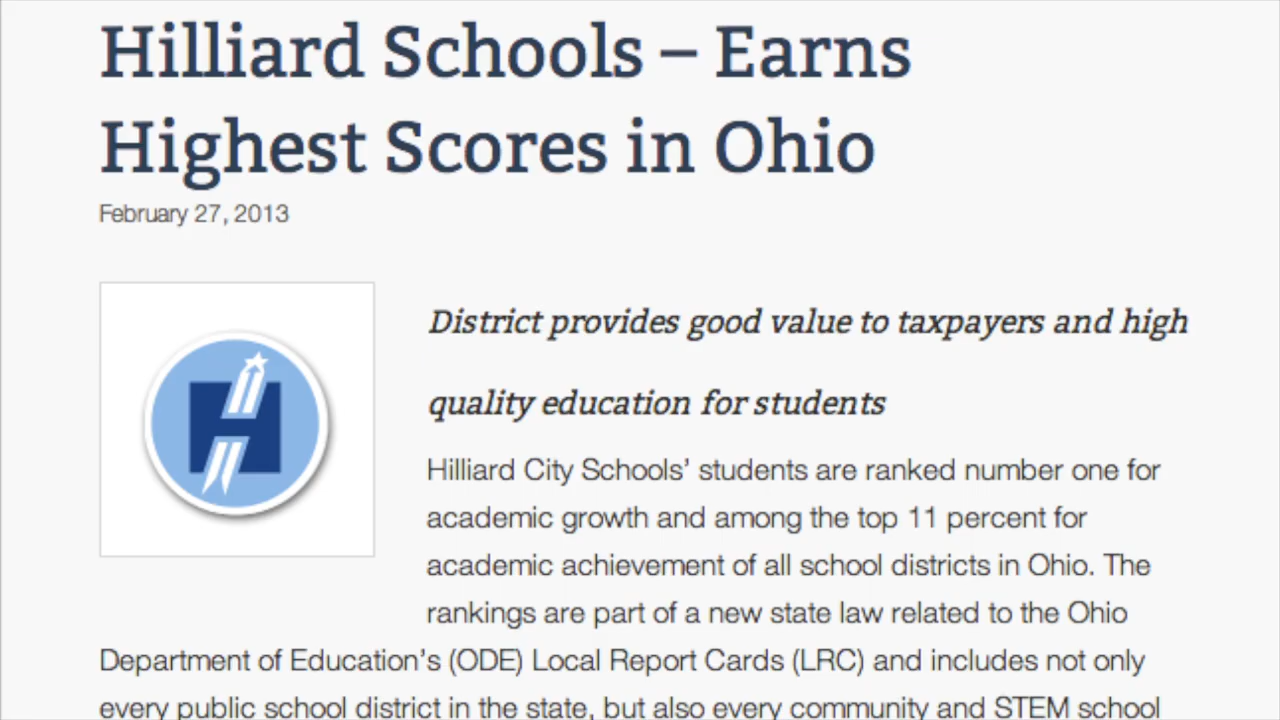 Hilliard Schools – Earns
Highest Scores in Ohio
February 27, 2013
H
District provides good value to taxpayers and high
quality education for students
Hilliard City Schools’ students are ranked number one for
academic growth and among the top 11 percent for
academic achievement of all school districts in Ohio. The
rankings are part of a new state law related to the Ohio
Department of Education’s (ODE) Local Report Cards (LRC) and includes not only
every public school district in the state, but also every community and STEM school